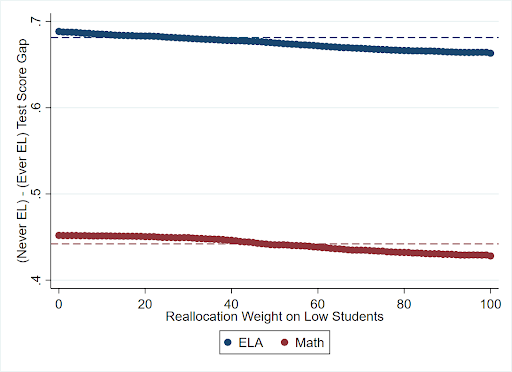 (Never EL) - (Ever EL) Test Score Gap
.7
.6
.5
.4
0 20 40 60 80 100
Reallocation Weight on Low Students
ELA Math